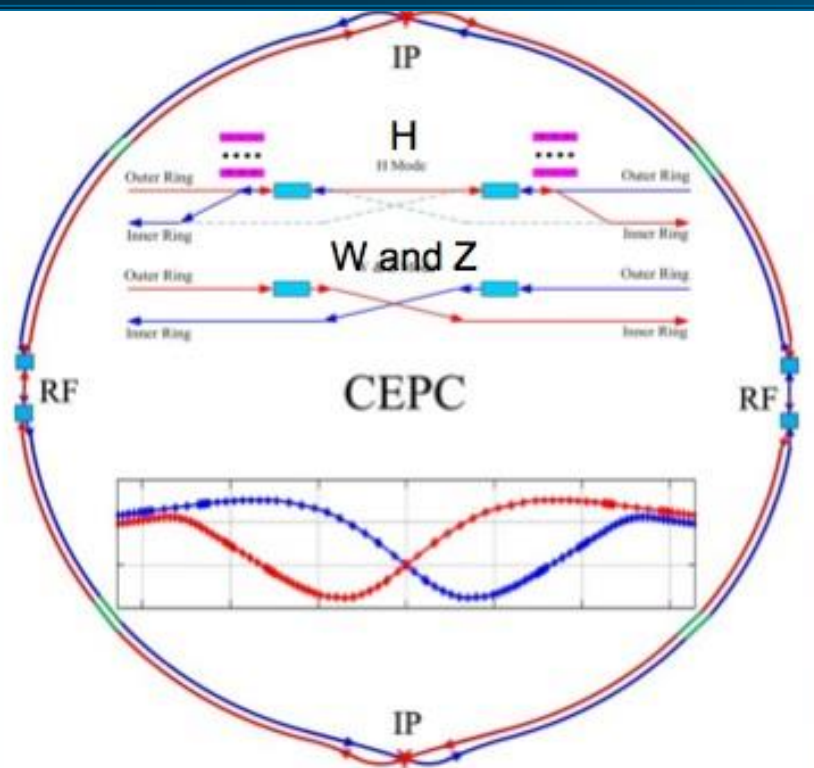 IP
H
H Mode
Outer Ring
Outer Ring
Inner Ring
Inner Ring
W and Z
Outer Ring
Outer Ring
Inner Ring
Inner Ring
RF
CEPC
RF
IP